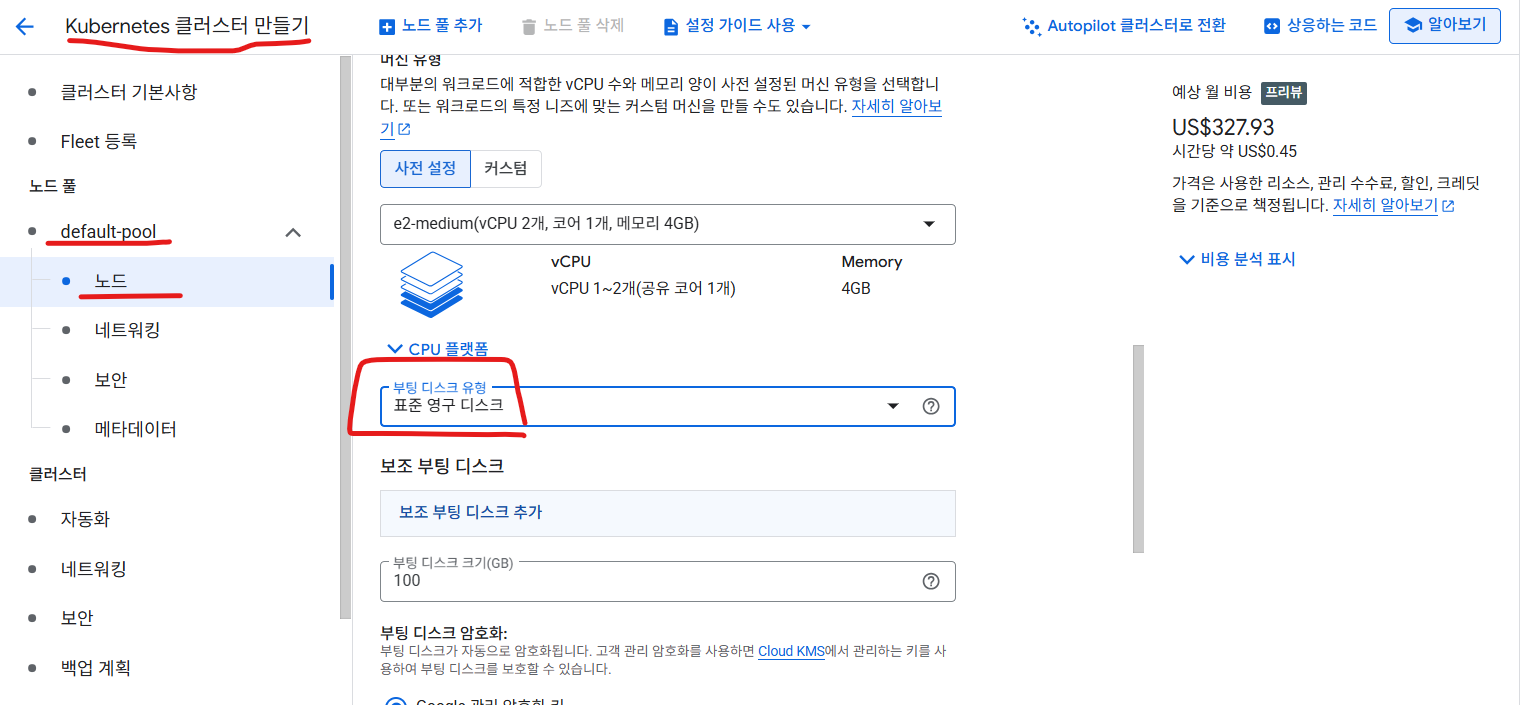 Kubernetes 클러스터 만들기
노드 풀 추가
노드 풀 삭제
설정 가이드 사용
Autopilot 클러스터로 전환
상응하는 코드
알아보기
클러스터 기본사항
Fleet 등록
노드 풀
default-pool
노드
네트워킹
보안
메타데이터
클러스터
자동화
네트워킹
보안
백업 계획
머신 유형
대부분의 워크로드에 적합한 vCPU 수와 메모리 양이 사전 설정된 머신 유형을 선택합니
다. 또는 워크로드의 특정 니즈에 맞는 커스텀 머신을 만들 수도 있습니다. 자세히 알아보
기
사전 설정
커스텀
e2-medium(vCPU 2개, 코어 1개, 메모리 4GB)
vCPU
Memory
vCPU 1~2개(공유 코어 1개)
4GB
CPU 플랫폼
부팅 디스크 유형
표준 영구 디스크
보조 부팅 디스크
보조 부팅 디스크 추가
부팅 디스크 크기(GB)
100
부팅 디스크 암호화:
부팅 디스크가 자동으로 암호화됩니다. 고객 관리 암호화를 사용하면 Cloud KMS에서 관리하는 키를 사
용하여 부팅 디스크를 보호할 수 있습니다.
Google 관리 암호화 키
예상 월 비용 프리뷰
US$327.93
시간당 약 US$0.45
가격은 사용한 리소스, 관리 수수료, 할인, 크레딧
을 기준으로 책정됩니다. 자세히 알아보기
비용 분석 표시